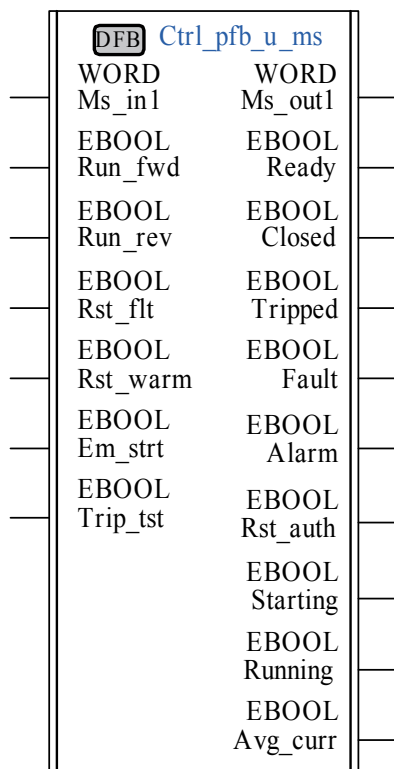 DFB Ctrl_pfb_u_ms
WORD WORD
Ms_in1 Ms_out1
EBOOL EBOOL
Run_fwd Ready
EBOOL EBOOL
Run_rev Closed
EBOOL EBOOL
Rst_flt Tripped
EBOOL EBOOL
Rst_warm Fault
EBOOL EBOOL
Em_strt Alarm
EBOOL EBOOL
Trip_tst Rst_auth
EBOOL
Starting
EBOOL
Running
EBOOL
Avg_curr